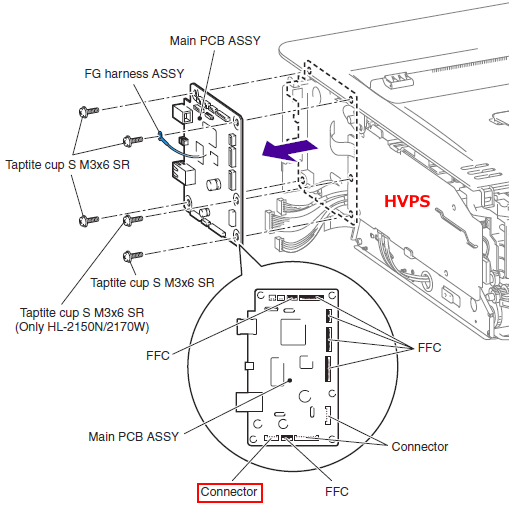 Main PCB ASSY
FG harness ASSY
Taptite cup S M3x6 SR
HVPS
Taptite cup S M3x6 SR
Taptite cup S M3x6 SR
(Only HL-2150N/2170W)
FFC
FFC
Main PCB ASSY
Connector
Connector
FFC